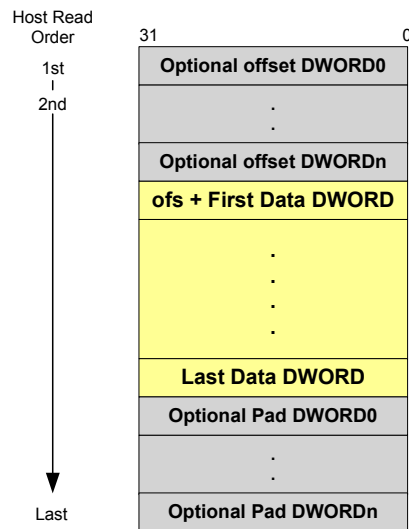 Host Read
Order
31
0
1st
2nd
Optional offset DWORD0
.
.
Optional offset DWORDn
ofs + First Data DWORD
.
.
.
.
Last Data DWORD
Optional Pad DWORD0
.
.
Last
Optional Pad DWORDn